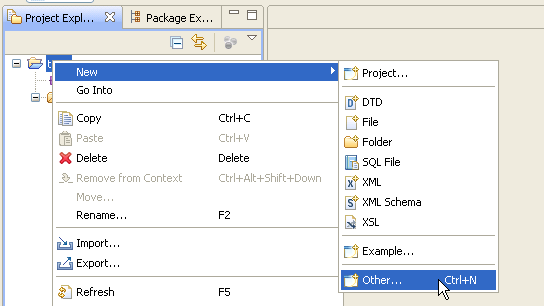 Project Expl...
Package Ex...
New
Go Into
Copy Ctrl+C
Paste Ctrl+V
Delete Delete
Remove from Context Ctrl+Alt+Shift+Down
Move...
Rename... F2
Import...
Export...
Refresh F5
Project...
DTD
File
Folder
SQL File
XML
XML Schema
XSL
Example...
Other... Ctrl+N